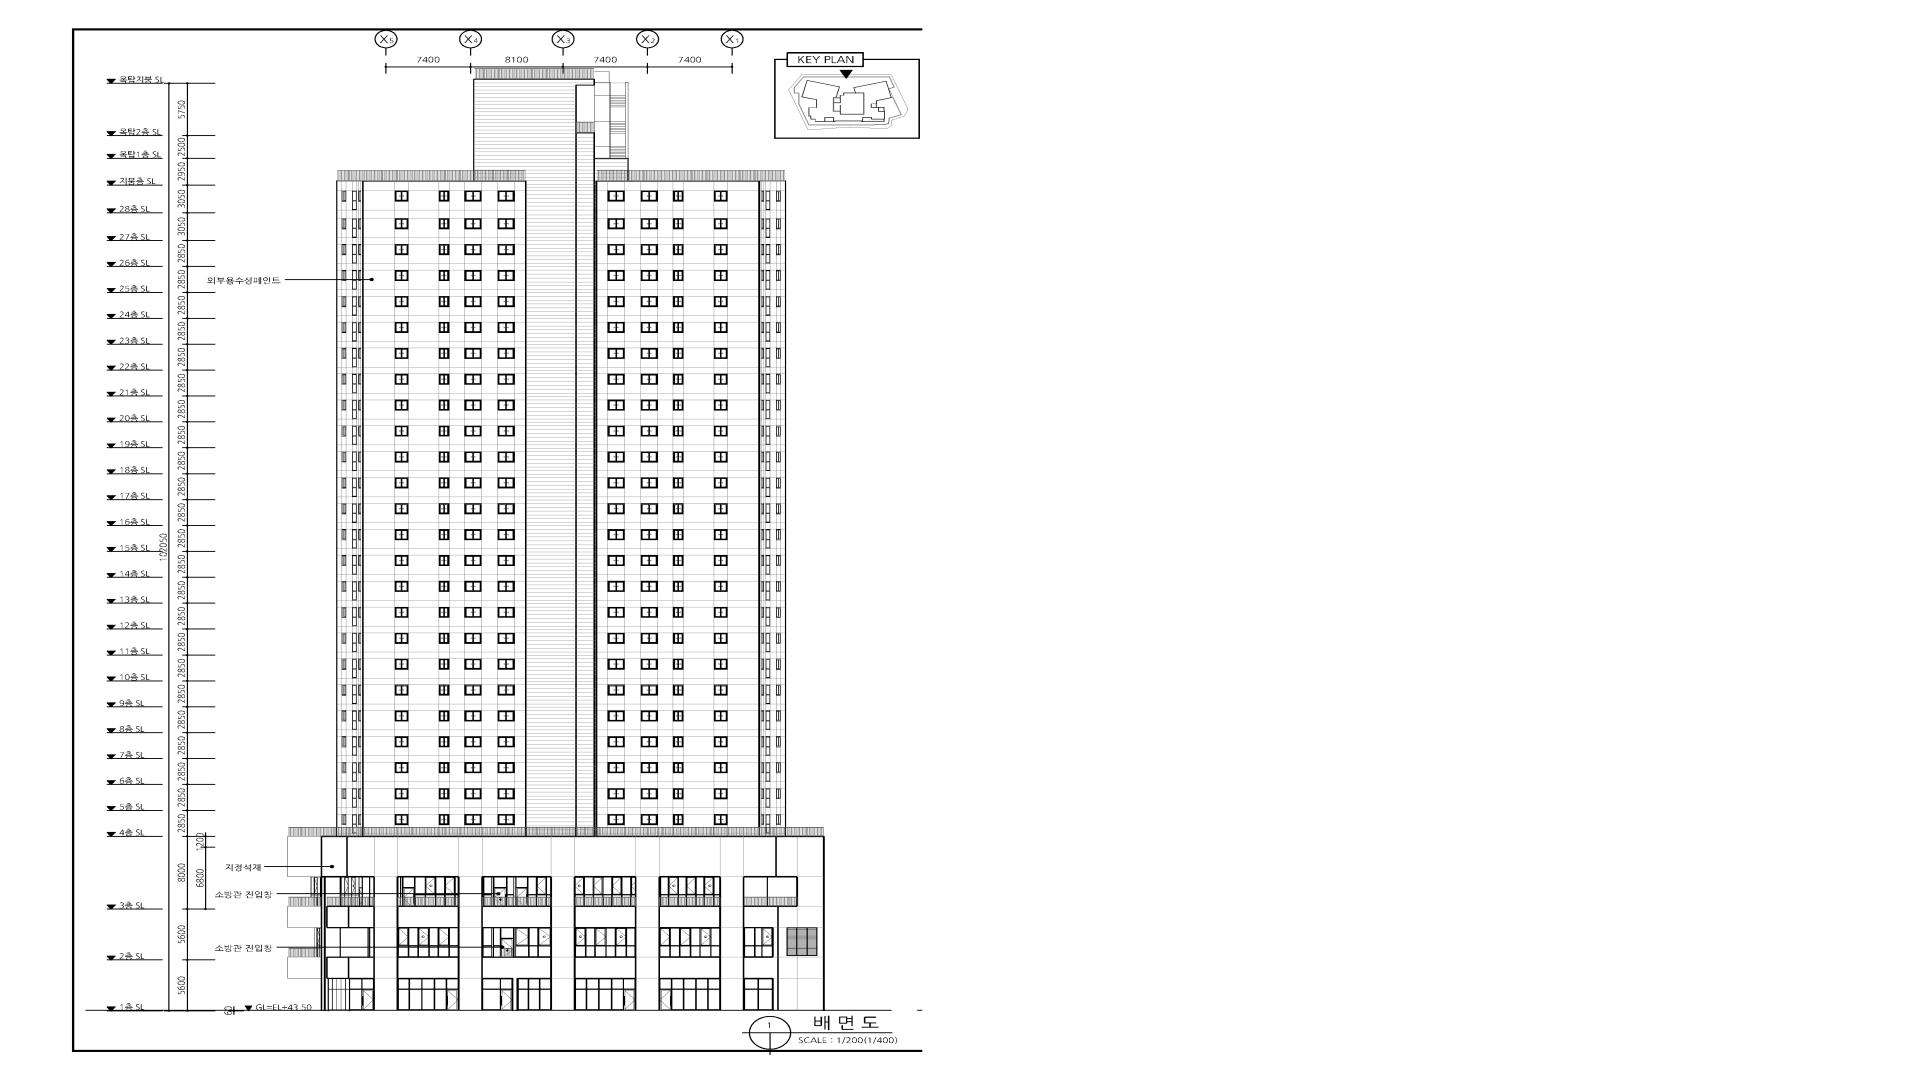 X5 X4 X3 X2 X1
7400 8100 7400 7400
KEY PLAN
옥탑지붕 SL
5750
옥탑2층 SL
2500
옥탑1층 SL
2950
지붕층 SL
3050
28층 SL
3050
27층 SL
2850
26층 SL
2850
외부용수성페인트
25층 SL
2850
24층 SL
2850
23층 SL
2850
22층 SL
2850
21층 SL
2850
20층 SL
2850
19층 SL
2850
18층 SL
2850
17층 SL
2850
16층 SL
2850
102050
15층 SL
2850
14층 SL
2850
13층 SL
2850
12층 SL
2850
11층 SL
2850
10층 SL
2850
9층 SL
2850
8층 SL
2850
7층 SL
2850
6층 SL
2850
5층 SL
2850
4층 SL
1200
지정석재
8000
6800
소방관 진입창
3층 SL
5600
소방관 진입창
2층 SL
5600
1층 SL
GL=EL+43.50
1
배면도
SCALE : 1/200(1/400)